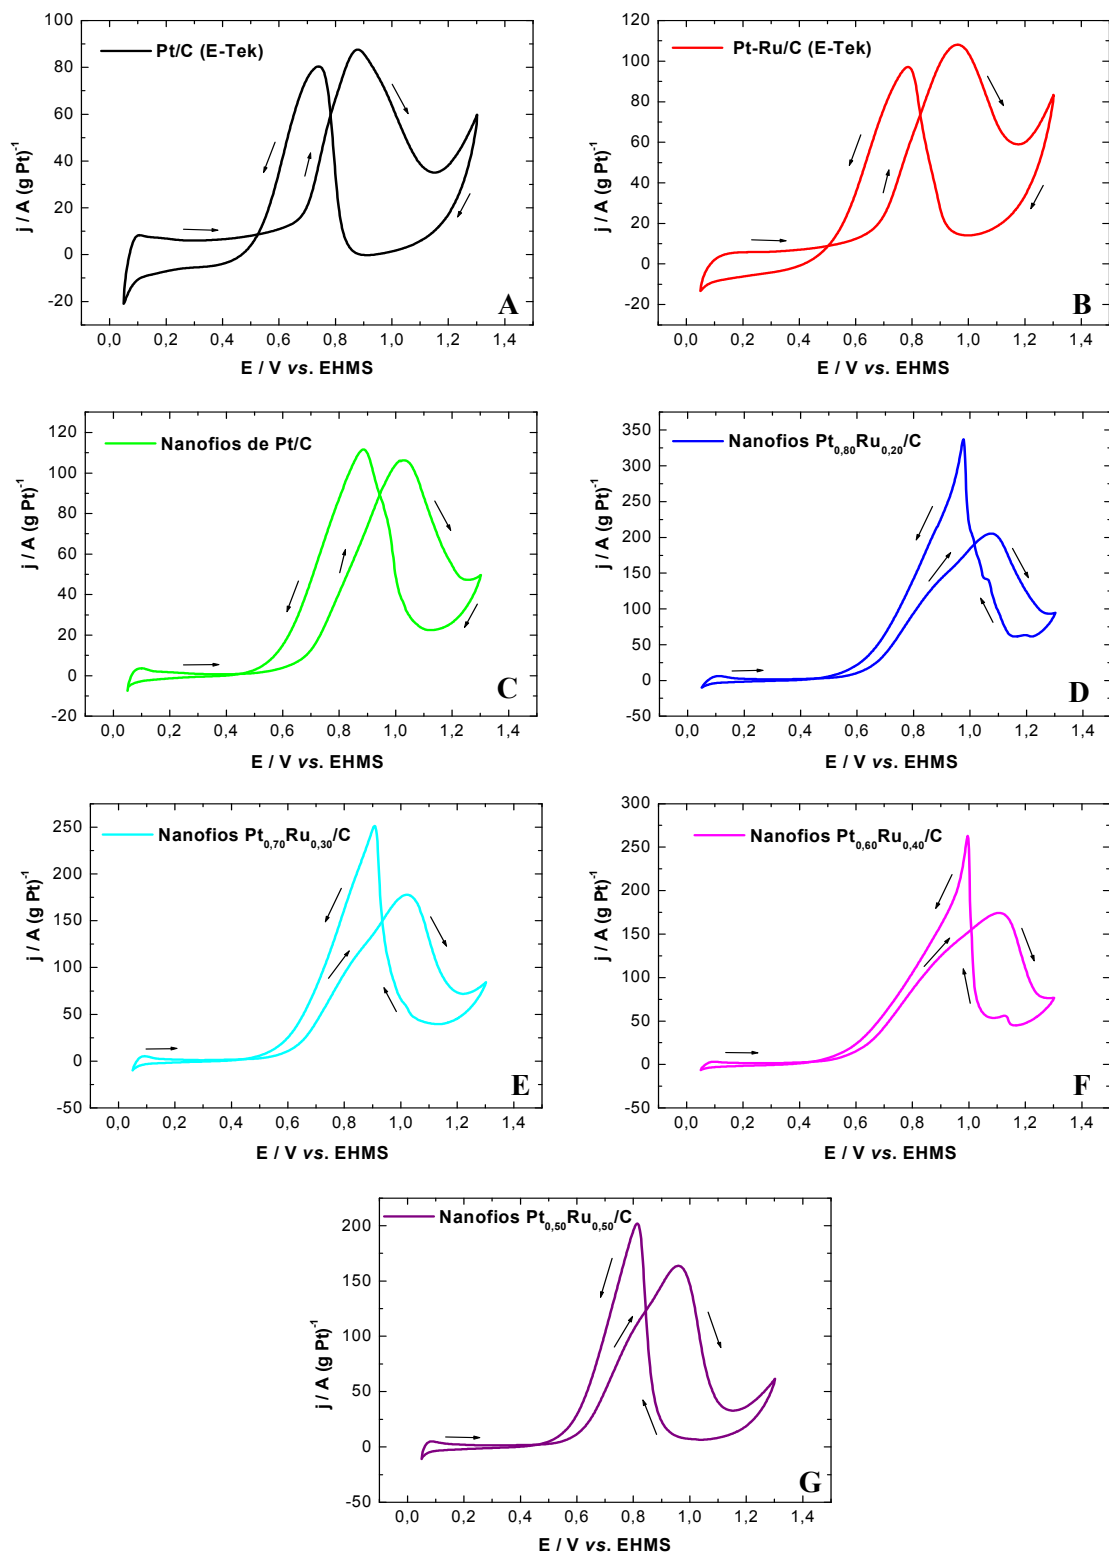 Pt/C (E-Tek)
j / A (g Pt)-1
100
80
60
40
20
0
-20
0,0 0,2 0,4 0,6 0,8 1,0 1,2 1,4
E / V vs. EHMS
A
Pt-Ru/C (E-Tek)
j / A (g Pt)-1
120
100
80
60
40
20
0
-20
0,0 0,2 0,4 0,6 0,8 1,0 1,2 1,4
E / V vs. EHMS
B
Nanofios de Pt/C
j / A (g Pt)-1
120
100
80
60
40
20
0
-20
0,0 0,2 0,4 0,6 0,8 1,0 1,2 1,4
E / V vs. EHMS
C
Nanofios Pt0,80Ru0,20/C
j / A (g Pt)-1
350
300
250
200
150
100
50
0
-50
0,0 0,2 0,4 0,6 0,8 1,0 1,2 1,4
E / V vs. EHMS
D
Nanofios Pt0,70Ru0,30/C
j / A (g Pt)-1
250
200
150
100
50
0
-50
0,0 0,2 0,4 0,6 0,8 1,0 1,2 1,4
E / V vs. EHMS
E
Nanofios Pt0,60Ru0,40/C
j / A (g Pt)-1
300
250
200
150
100
50
0
-50
0,0 0,2 0,4 0,6 0,8 1,0 1,2 1,4
E / V vs. EHMS
F
Nanofios Pt0,50Ru0,50/C
j / A (g Pt)-1
200
150
100
50
0
-50
0,0 0,2 0,4 0,6 0,8 1,0 1,2 1,4
E / V vs. EHMS
G